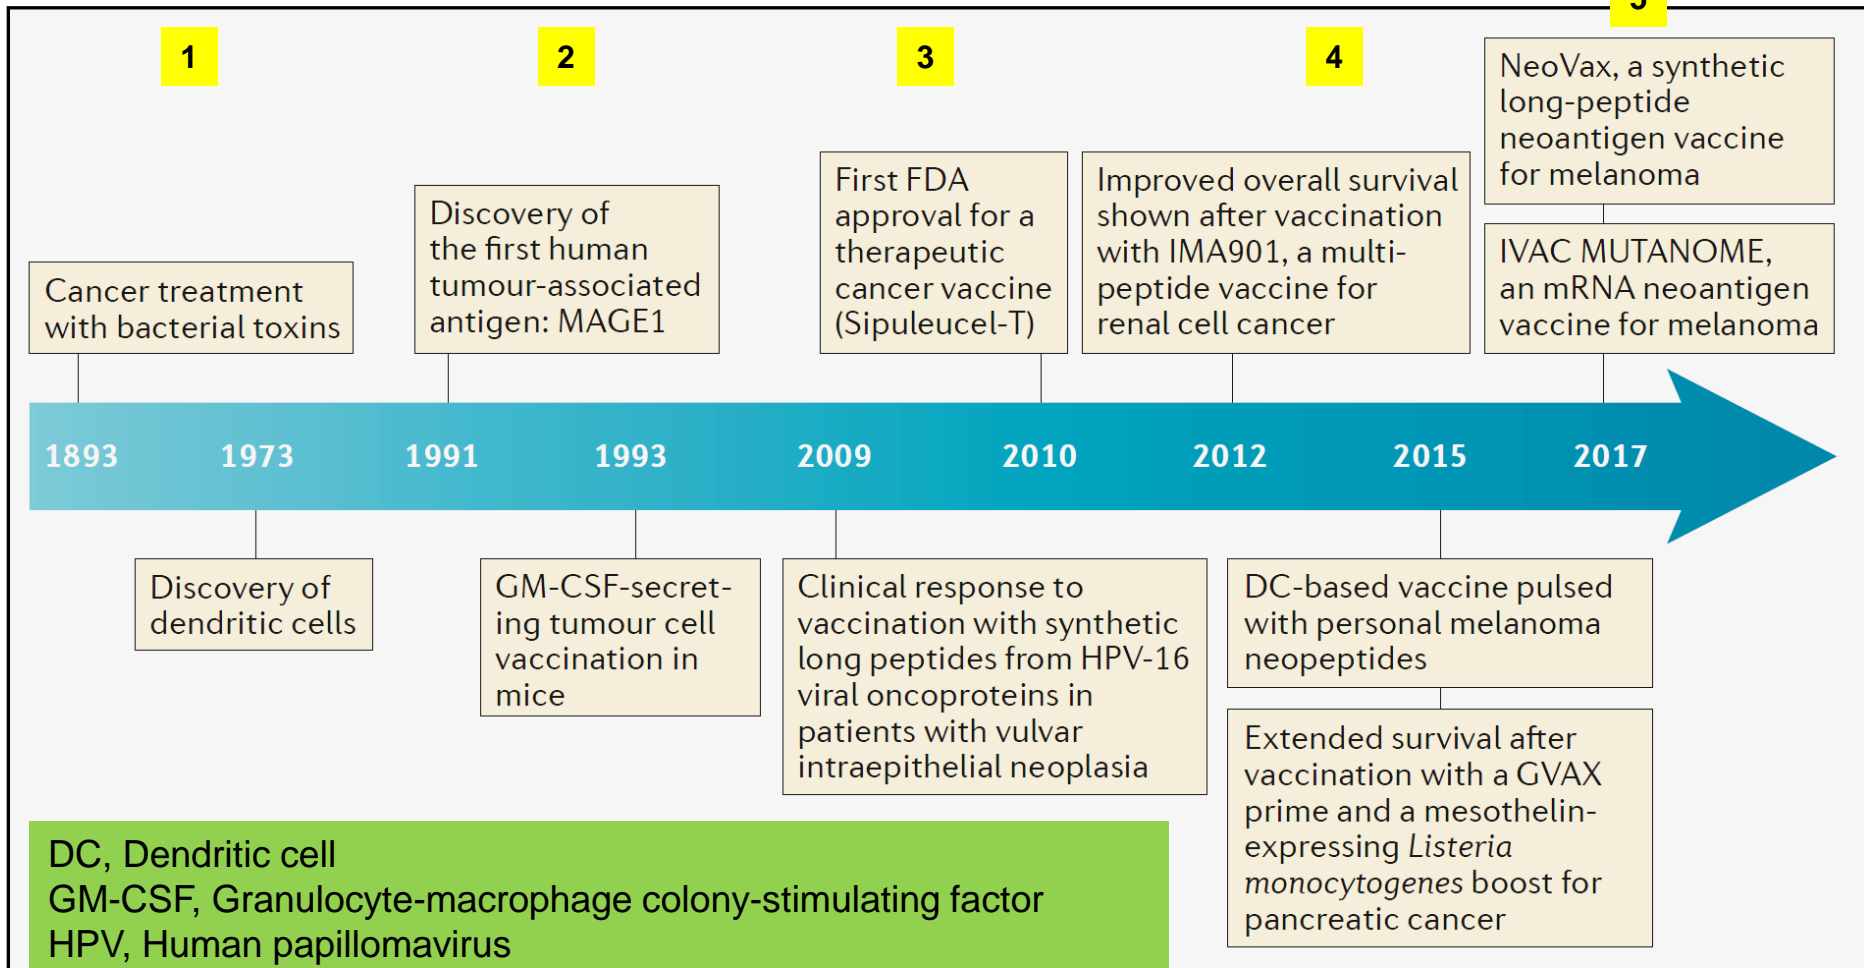 5
1
2
3
4
NeoVax, a synthetic
long-peptide
neoantigen vaccine
for melanoma
First FDA
approval for a
therapeutic
cancer vaccine
(Sipuleucel-T)
Improved overall survival
shown after vaccination
with IMA901, a multi-
peptide vaccine for
renal cell cancer
Discovery of
the first human
tumour-associated
antigen: MAGE1
IVAC MUTANOME,
an mRNA neoantigen
vaccine for melanoma
Cancer treatment
with bacterial toxins
1893
1973
1991
1993
2009
2010
2012
2015
2017
Discovery of
dendritic cells
GM-CSF-secret-
ing tumour cell
vaccination in
mice
Clinical response to
vaccination with synthetic
long peptides from HPV-16
viral oncoproteins in
patients with vulvar
intraepithelial neoplasia
DC-based vaccine pulsed
with personal melanoma
neopeptides
Extended survival after
vaccination with a GVAX
prime and a mesothelin-
expressing Listeria
monocytogenes boost for
pancreatic cancer
DC, Dendritic cell
GM-CSF, Granulocyte-macrophage colony-stimulating factor
HPV, Human papillomavirus